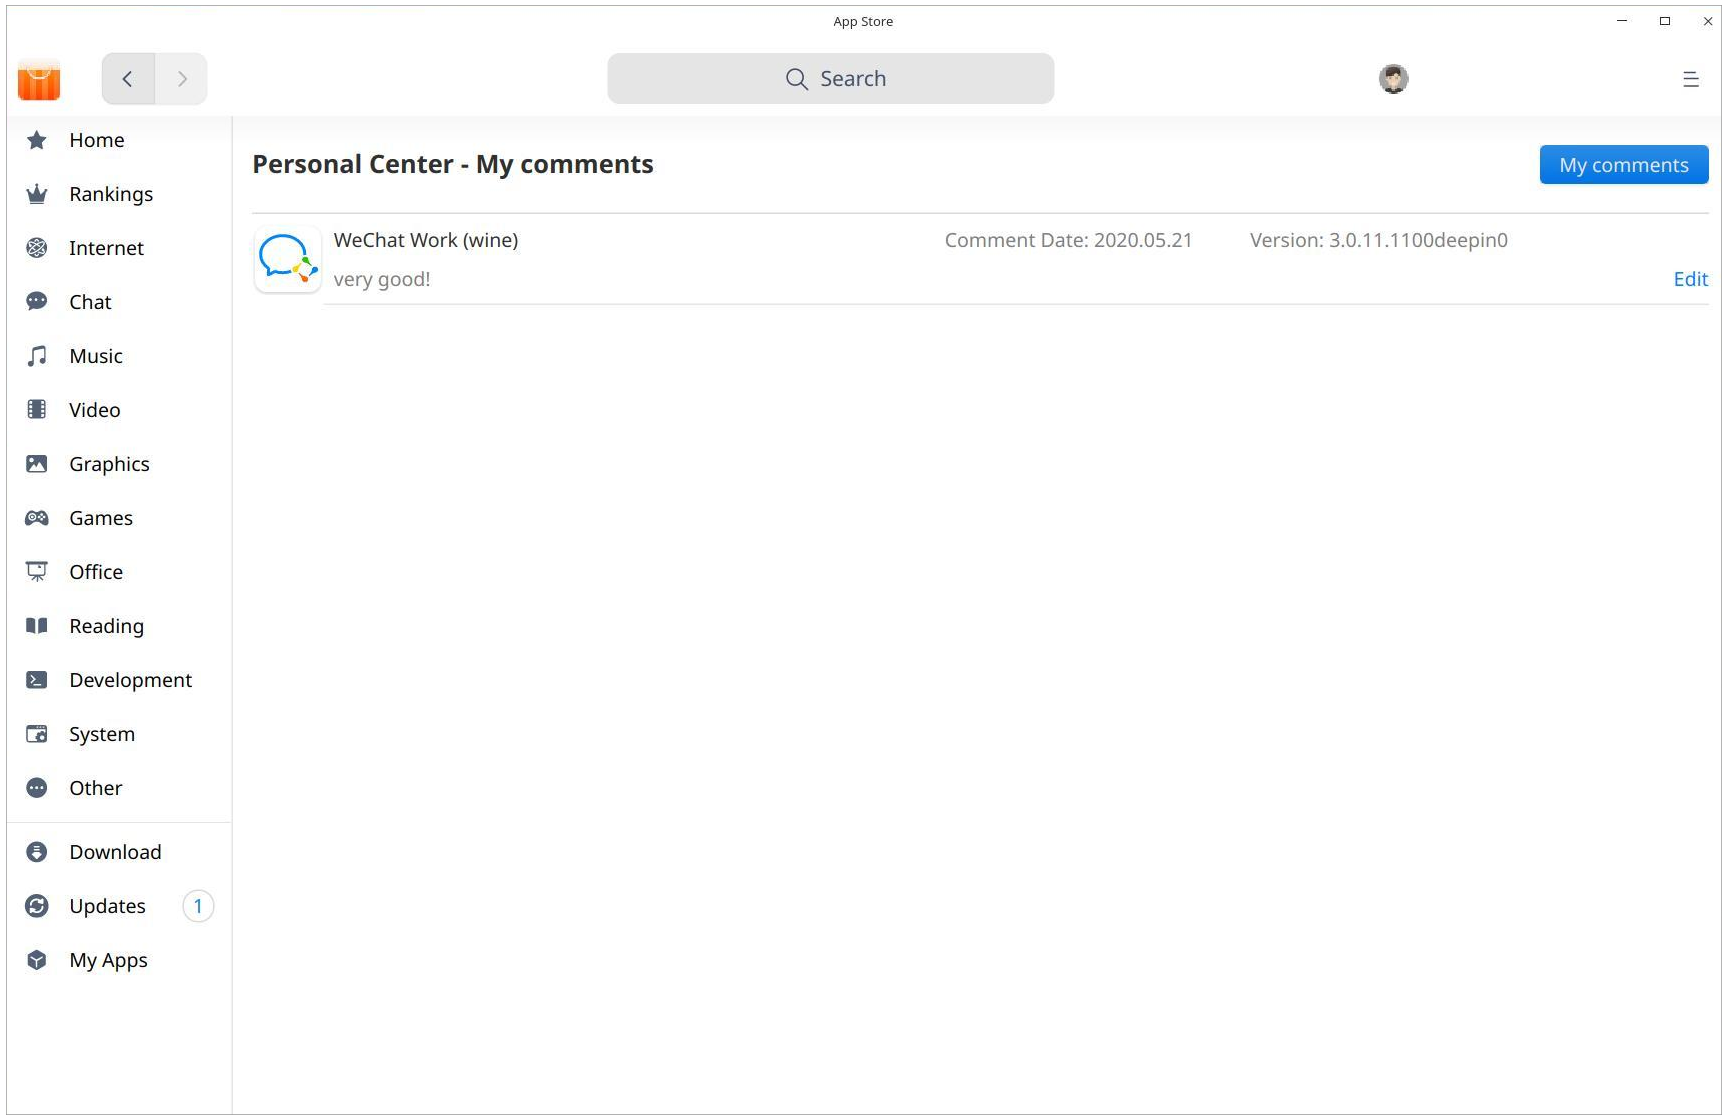 App Store
Search
Home
Rankings
Internet
Chat
Music
Video
Graphics
Games
Office
Reading
Development
System
Other
Download
Updates 1
My Apps
Personal Center - My comments
My comments
WeChat Work (wine) Comment Date: 2020.05.21 Version: 3.0.11.1100deepin0
very good! Edit